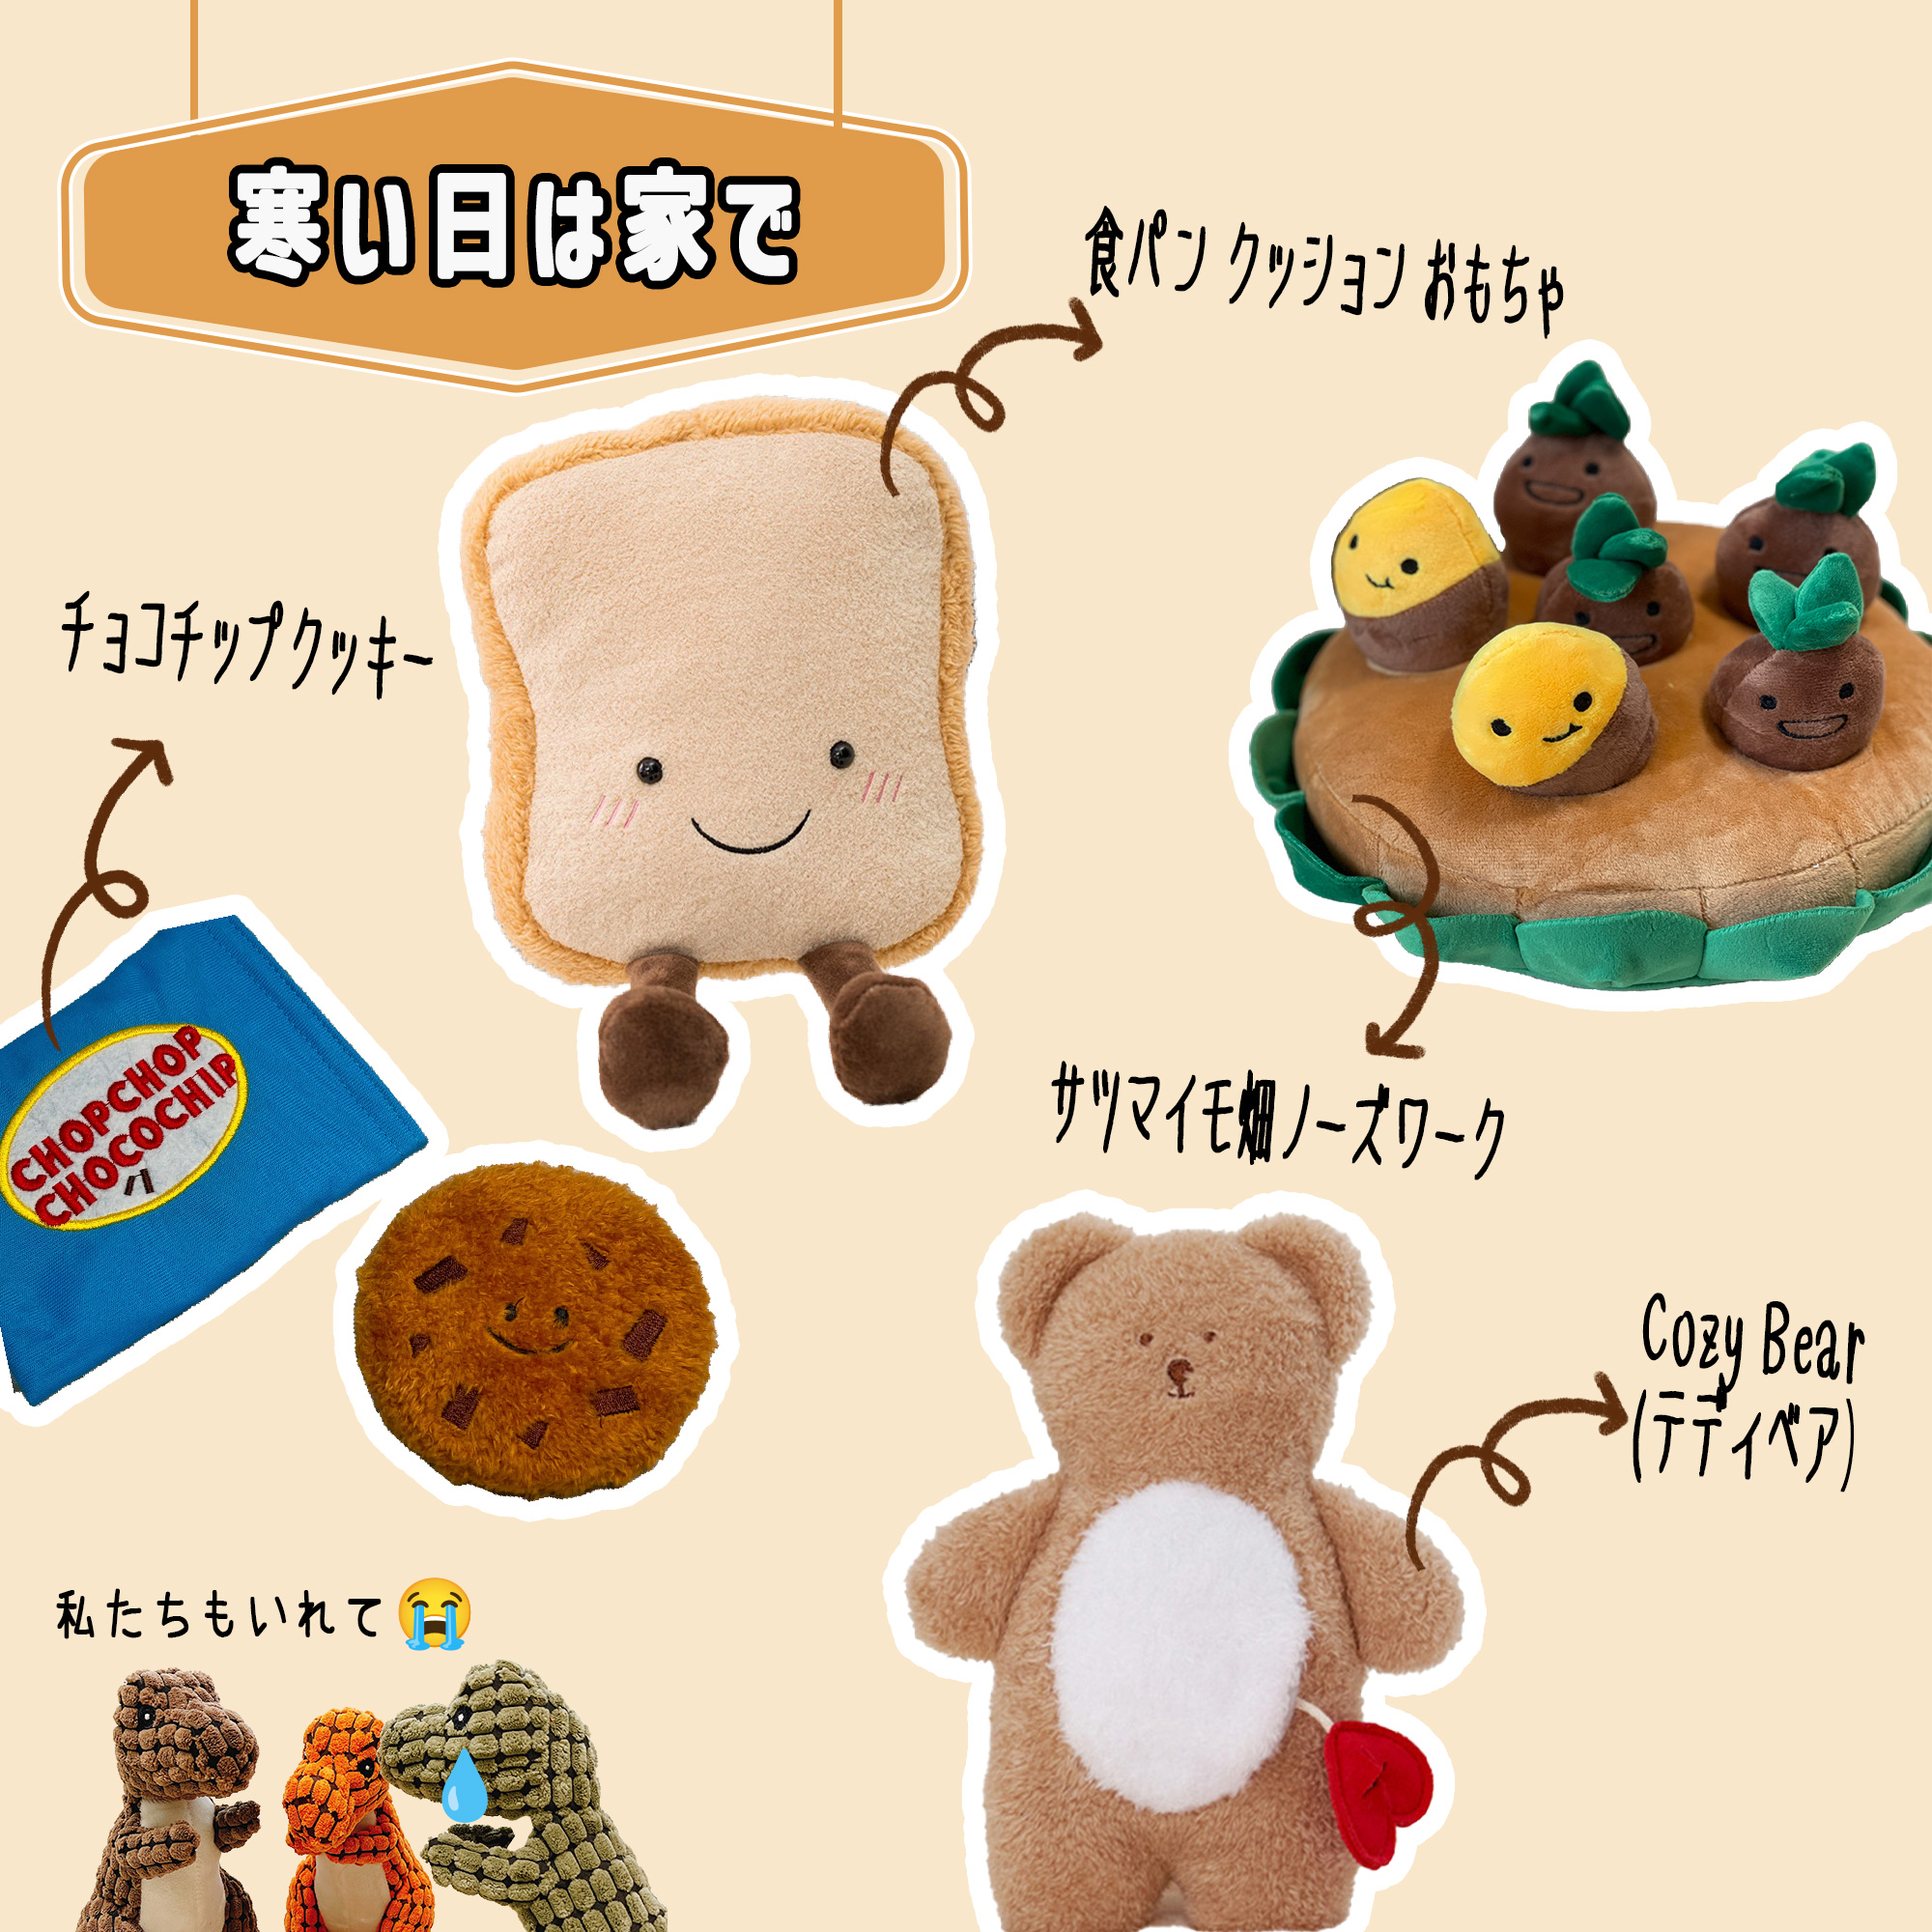 寒い日は家で
食パン クッション おもちゃ
チョコチップクッキー
CHOPCHOP
CHOCOCHIP
サツマイモ畑ノーズワーク
Cozy Bear
(テディベア)
私たちもいれて😭